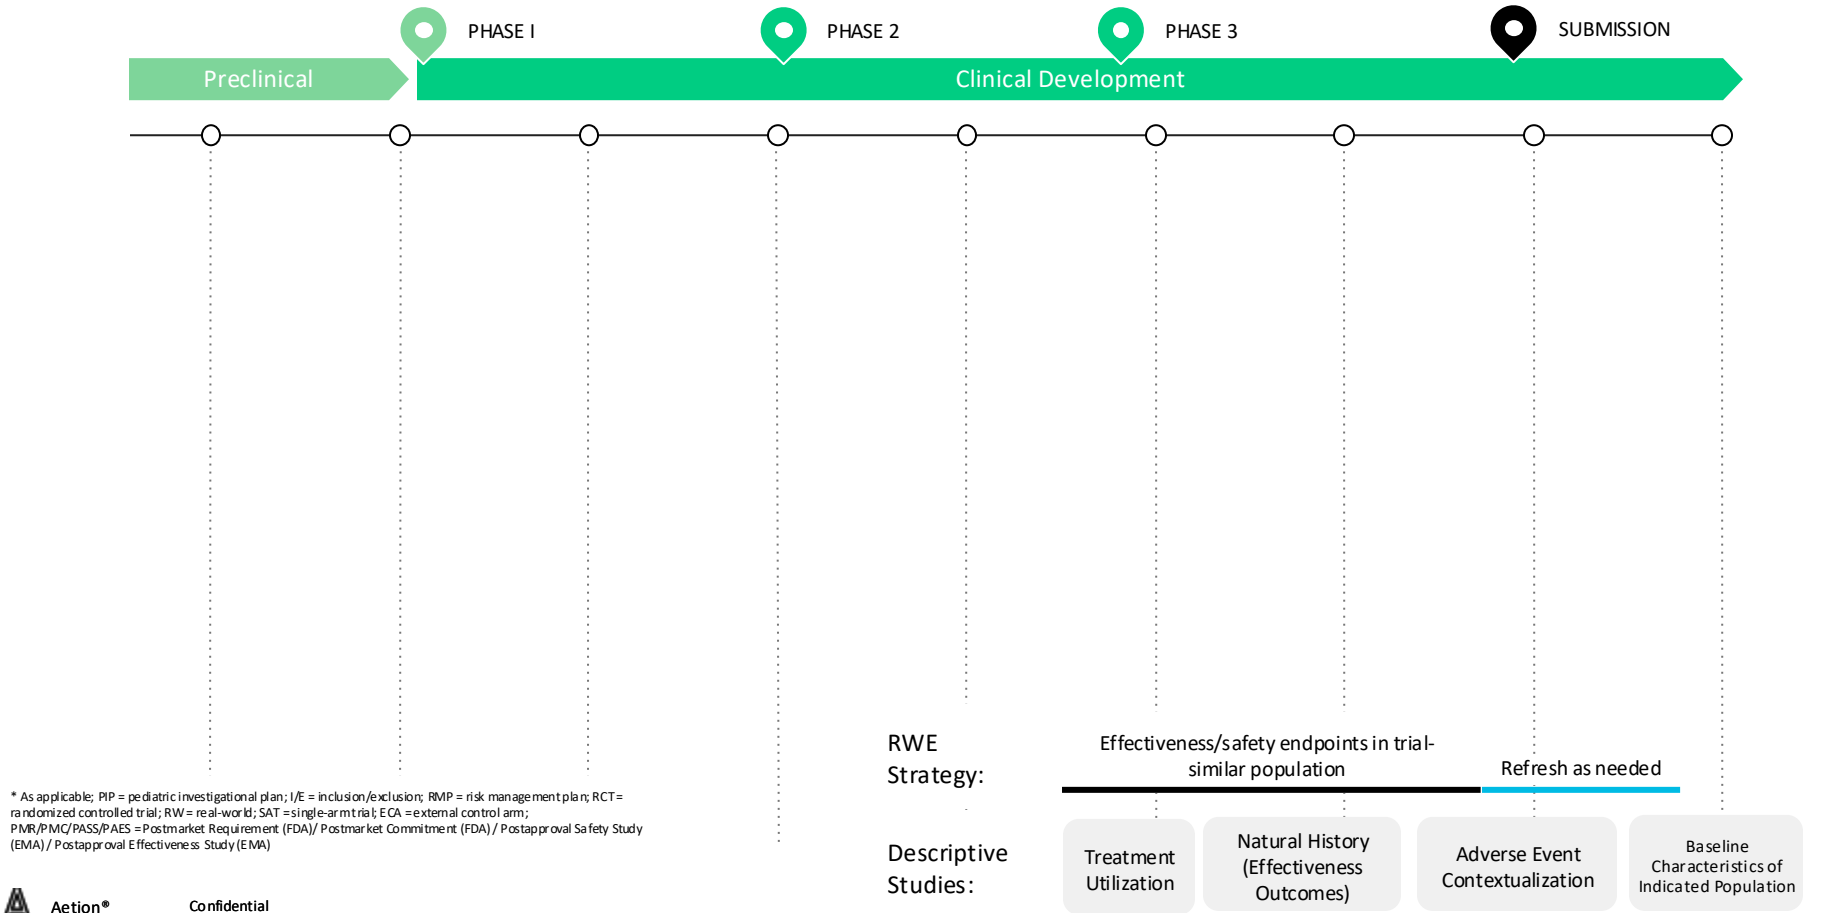 PHASE I
PHASE 2
PHASE 3
SUBMISSION
Preclinical
Clinical Development
RWE
Strategy:
Effectiveness/safety endpoints in trial-
similar population
Refresh as needed
* As applicable; PIP = pediatric investigational plan; I/E = inclusion/exclusion; RMP = risk management plan; RCT =
randomized controlled trial; RW = real-world; SAT = single-arm trial; ECA = external control arm;
PMR/PMC/PASS/PAES = Postmarket Requirement (FDA)/ Postmarket Commitment (FDA) / Postapproval Safety Study
(EMA) / Postapproval Effectiveness Study (EMA)
Descriptive
Studies:
Treatment
Utilization
Natural History
(Effectiveness
Outcomes)
Adverse Event
Contextualization
Baseline
Characteristics of
Indicated Population
Aetion®
Confidential